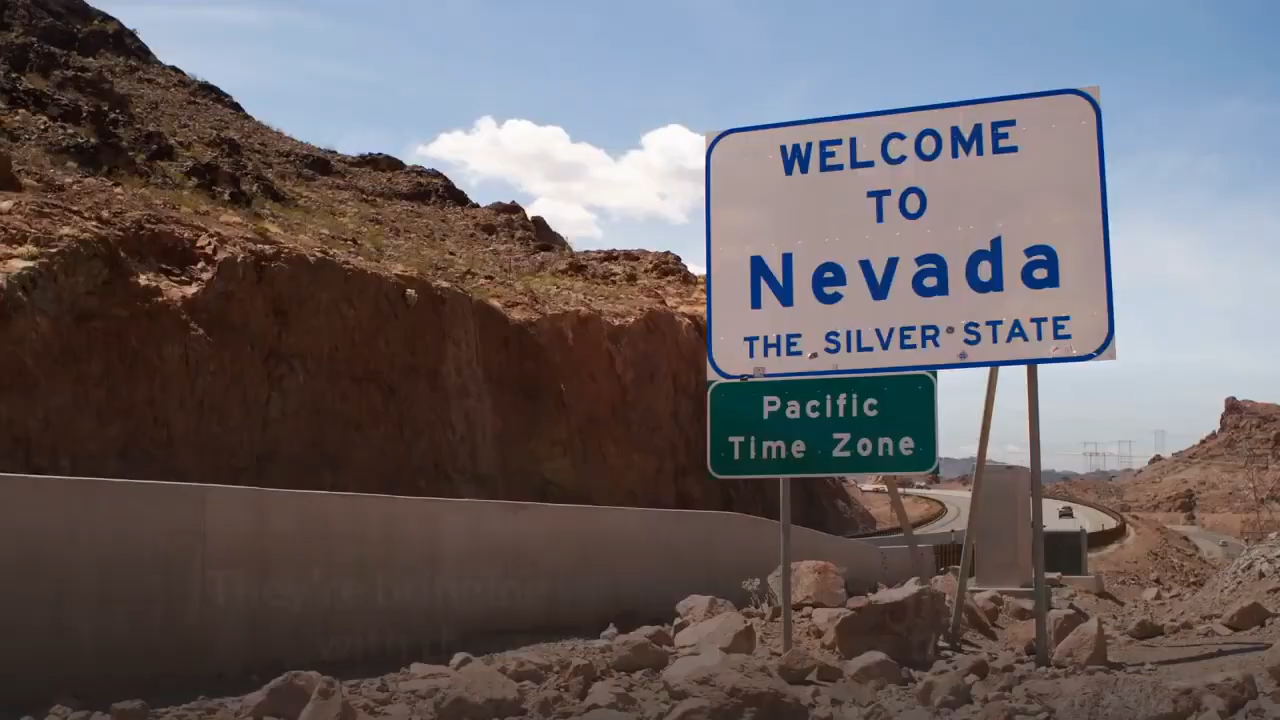 WELCOME
TO
Nevada
THE SILVER STATE
Pacific
Time Zone